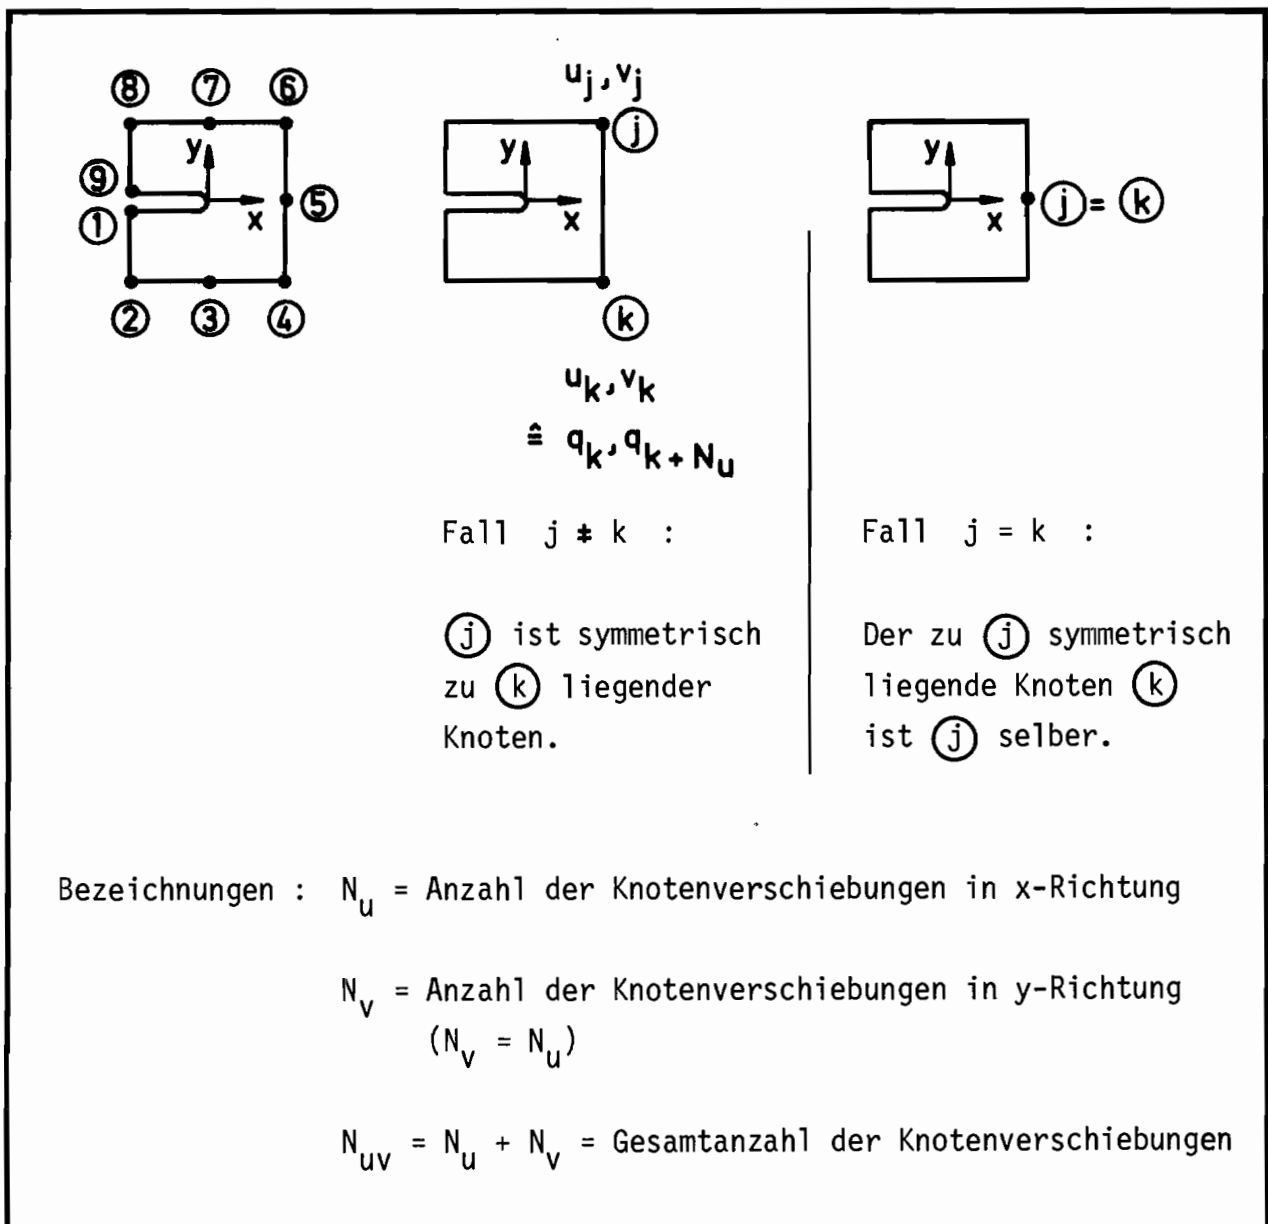 ⑧ ⑦ ⑥
y
⑨
⑤
①
x
② ③ ④
u_j, v_j
ⓙ
y
x
ⓚ
u_k, v_k
≙ q_k, q_{k + N_u}
y
ⓙ = ⓚ
x
Fall j ≠ k :
ⓙ ist symmetrisch
zu ⓚ liegender
Knoten.
Fall j = k :
Der zu ⓙ symmetrisch
liegende Knoten ⓚ
ist ⓙ selber.
Bezeichnungen : N_u = Anzahl der Knotenverschiebungen in x-Richtung
N_v = Anzahl der Knotenverschiebungen in y-Richtung
(N_v = N_u)
N_uv = N_u + N_v = Gesamtanzahl der Knotenverschiebungen